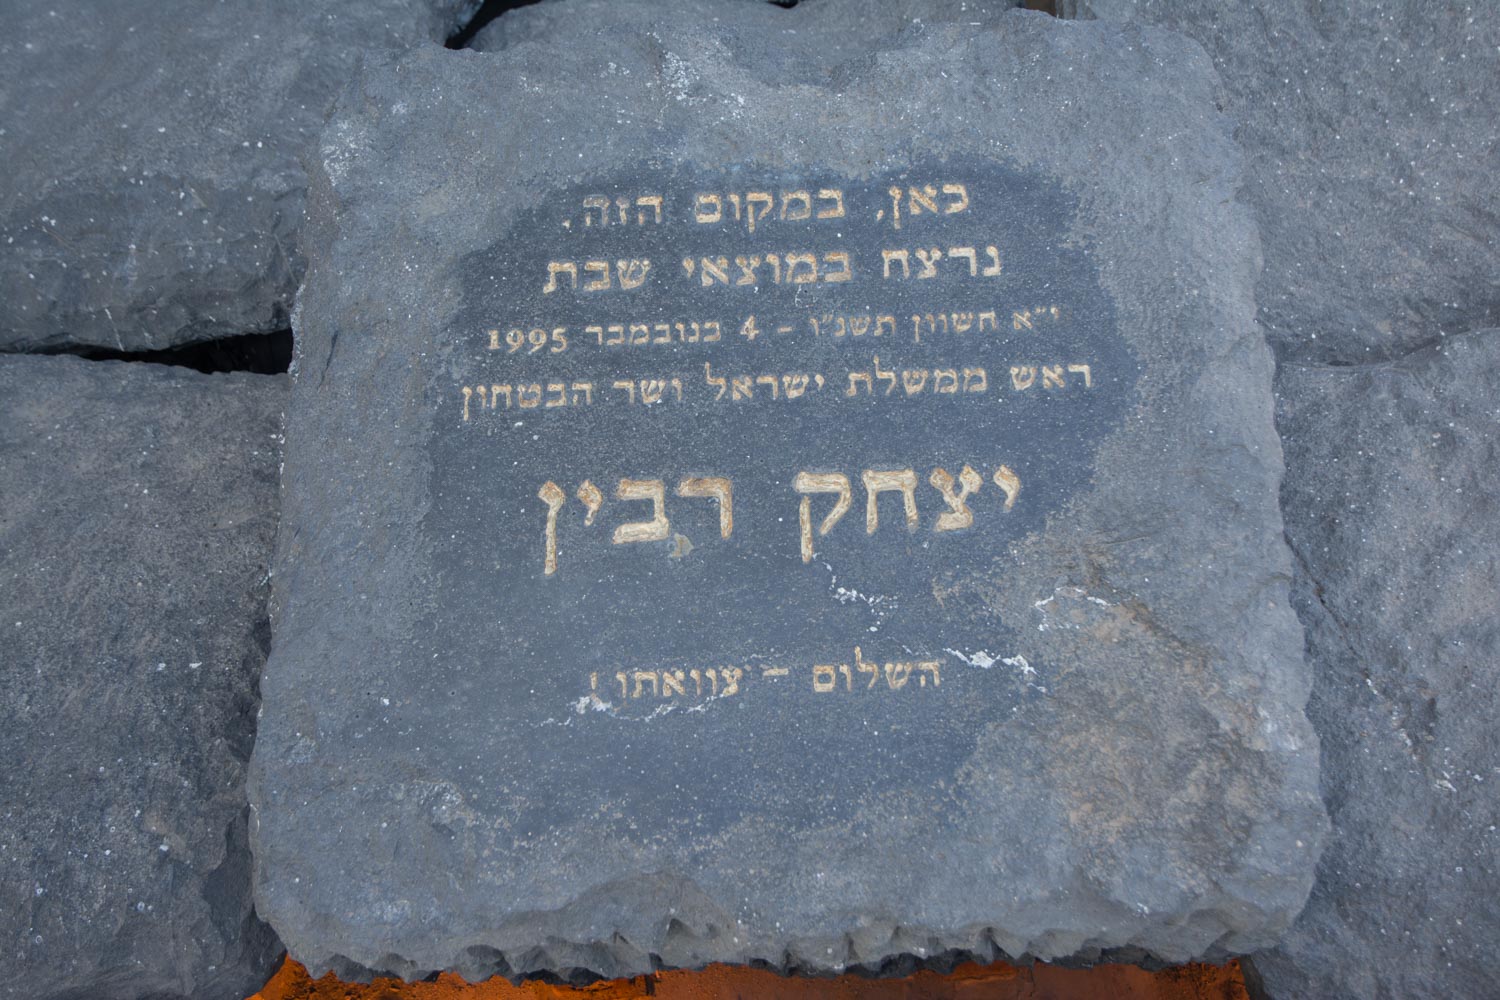 כאן, במקום הזה,
נרצח במוצאי שבת
י"א חשוון תשנ"ו - 4 בנובמבר 1995
ראש ממשלת ישראל ושר הבטחון
יצחק רבין
השלום - צוואתו!